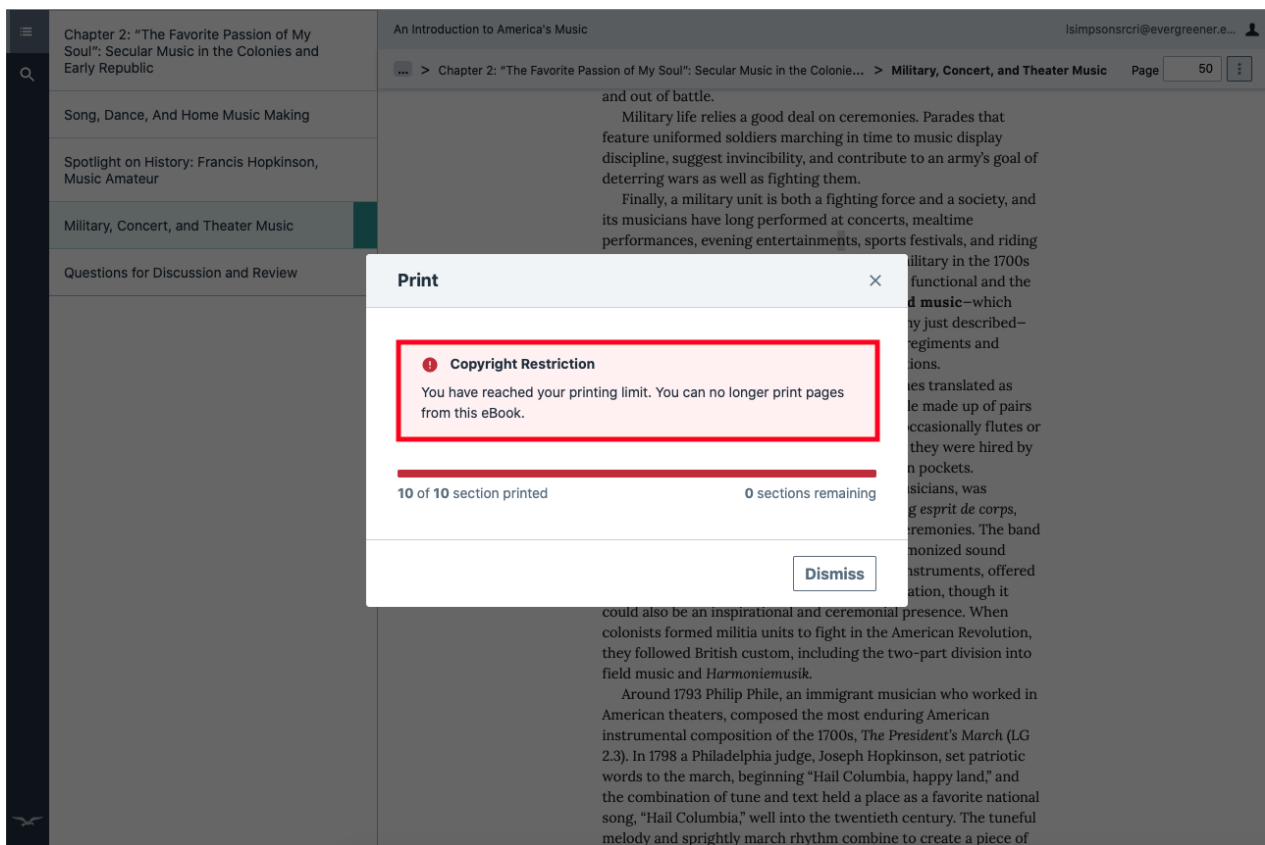 Chapter 2: “The Favorite Passion of My
Soul”: Secular Music in the Colonies and
Early Republic
Song, Dance, And Home Music Making
Spotlight on History: Francis Hopkinson,
Music Amateur
Military, Concert, and Theater Music
Questions for Discussion and Review
An Introduction to America's Music
lsimpsonsrcri@evergreener.e...
... > Chapter 2: “The Favorite Passion of My Soul”: Secular Music in the Colonie... > Military, Concert, and Theater Music Page 50
and out of battle.
Military life relies a good deal on ceremonies. Parades that
feature uniformed soldiers marching in time to music display
discipline, suggest invincibility, and contribute to an army’s goal of
deterring wars as well as fighting them.
Finally, a military unit is both a fighting force and a society, and
its musicians have long performed at concerts, mealtime
performances, evening entertainments, sports festivals, and riding
ilitary in the 1700s
functional and the
d music—which
ny just described—
regiments and
ions.
nes translated as
le made up of pairs
occasionally flutes or
they were hired by
n pockets.
sicians, was
g esprit de corps,
eremonies. The band
monized sound
nstruments, offered
ation, though it
could also be an inspirational and ceremonial presence. When
colonists formed militia units to fight in the American Revolution,
they followed British custom, including the two-part division into
field music and Harmoniemusik.
Around 1793 Philip Phile, an immigrant musician who worked in
American theaters, composed the most enduring American
instrumental composition of the 1700s, The President’s March (LG
2.3). In 1798 a Philadelphia judge, Joseph Hopkinson, set patriotic
words to the march, beginning “Hail Columbia, happy land,” and
the combination of tune and text held a place as a favorite national
song, “Hail Columbia,” well into the twentieth century. The tuneful
melody and sprightly march rhythm combine to create a piece of
Print
Copyright Restriction
You have reached your printing limit. You can no longer print pages
from this eBook.
10 of 10 section printed
0 sections remaining
Dismiss